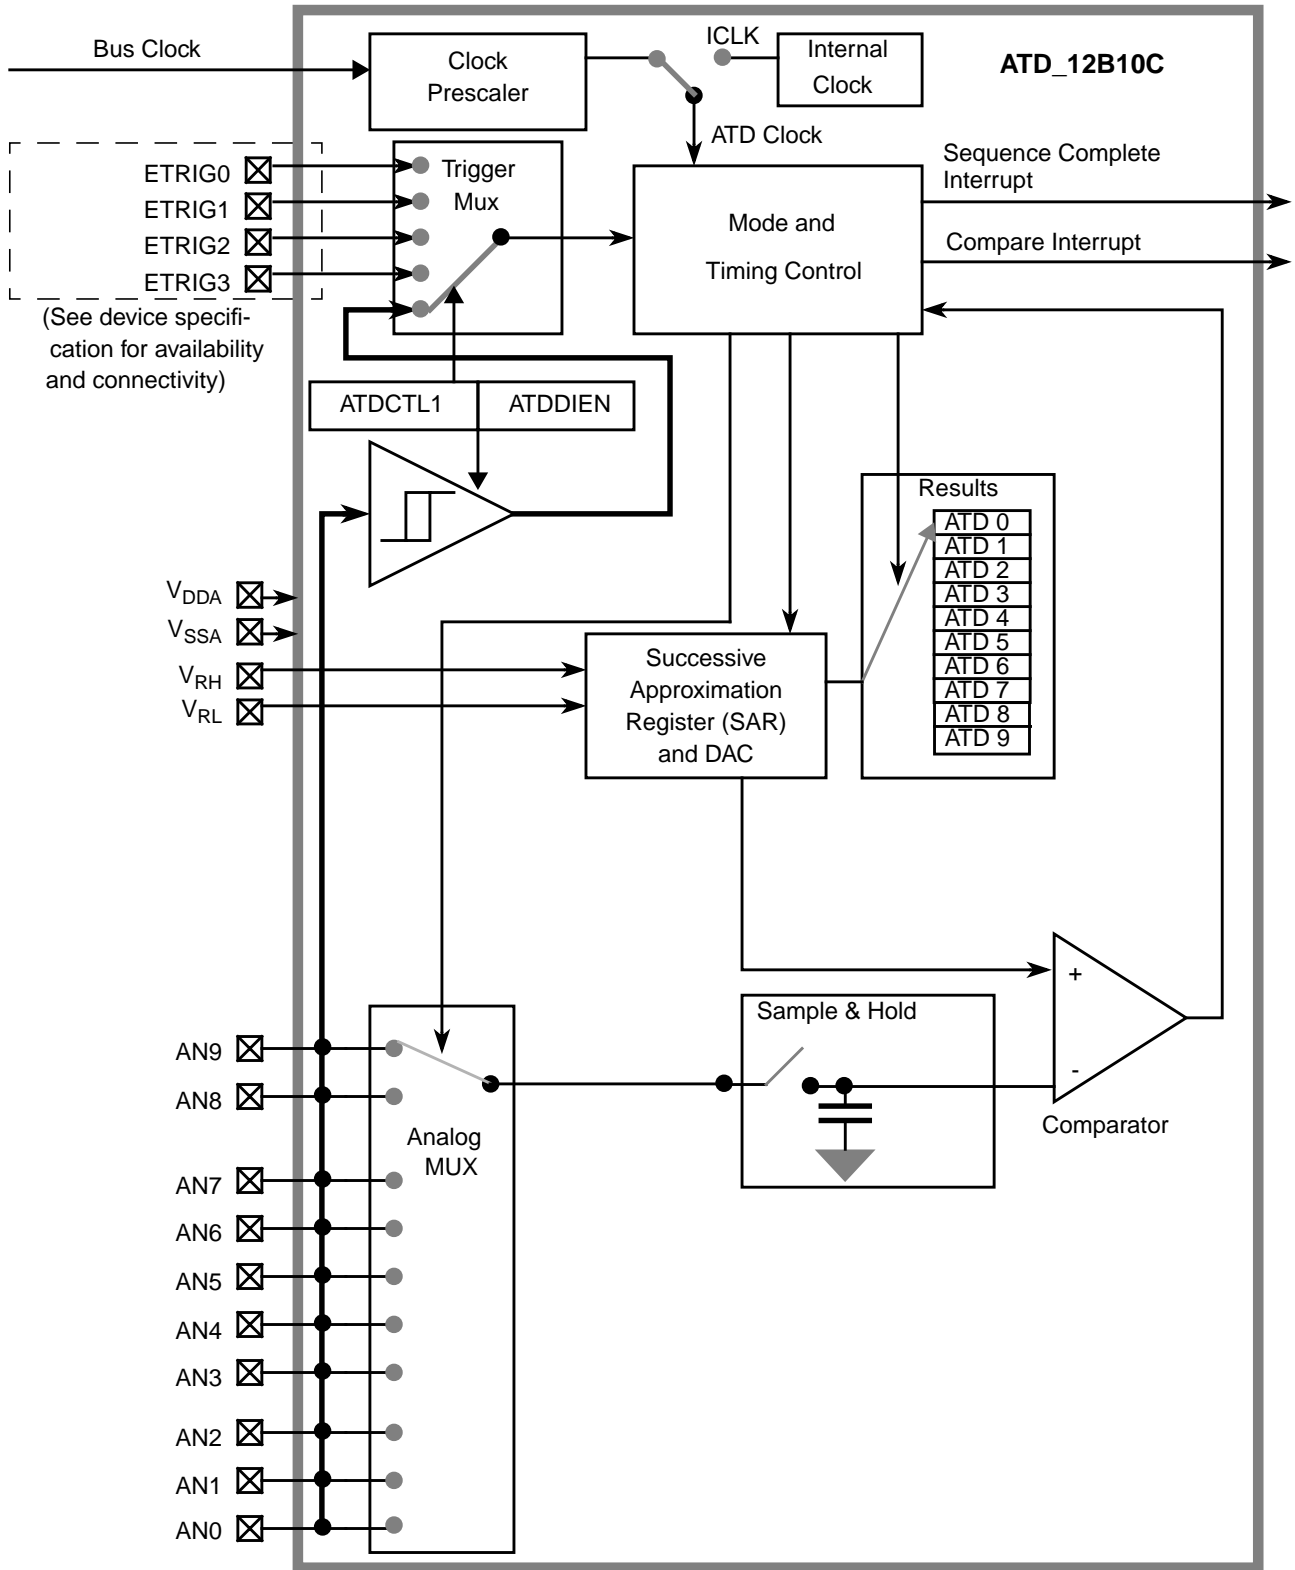 Bus Clock
Clock
Prescaler
ICLK
Internal
Clock
ATD_12B10C
ATD Clock
ETRIG0
ETRIG1
ETRIG2
ETRIG3
(See device specifi-
cation for availability
and connectivity)
Trigger
Mux
Mode and
Timing Control
Sequence Complete
Interrupt
Compare Interrupt
ATDCTL1
ATDDIEN
Results
ATD 0
ATD 1
ATD 2
ATD 3
ATD 4
ATD 5
ATD 6
ATD 7
ATD 8
ATD 9
VDDA
VSSA
VRH
VRL
Successive
Approximation
Register (SAR)
and DAC
+
-
Comparator
Sample & Hold
AN9
AN8
AN7
AN6
AN5
AN4
AN3
AN2
AN1
AN0
Analog
MUX